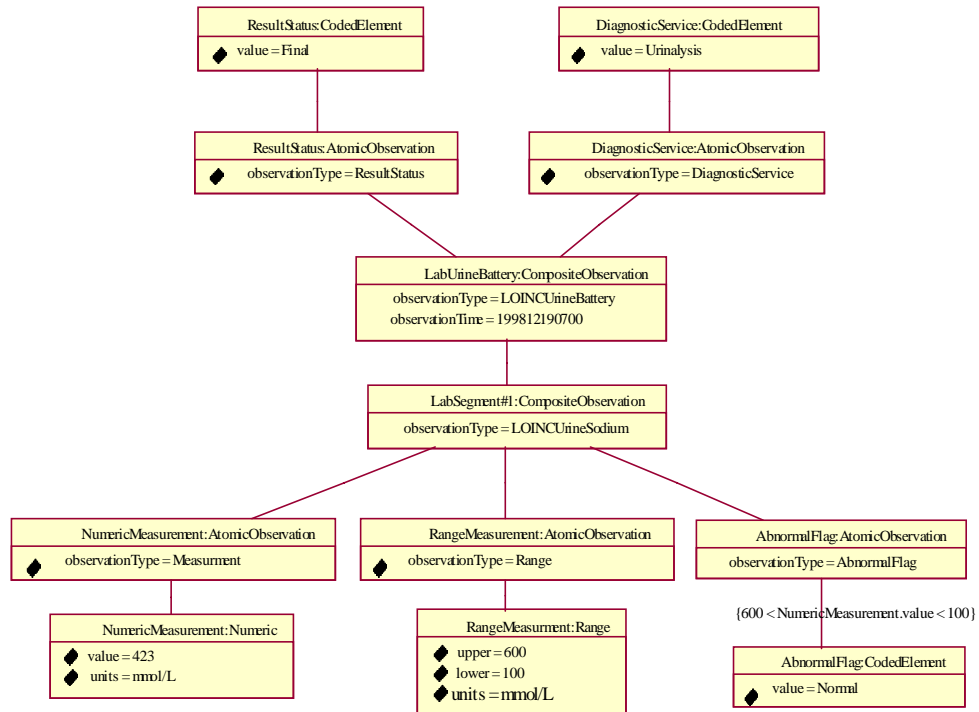 ResultStatus:CodedElement
value = Final
DiagnosticService:CodedElement
value = Urinalysis
ResultStatus:AtomicObservation
observationType = ResultStatus
DiagnosticService:AtomicObservation
observationType = DiagnosticService
LabUrineBattery:CompositeObservation
observationType = LOINCUrineBattery
observationTime = 199812190700
LabSegment#1:CompositeObservation
observationType = LOINCUrineSodium
NumericMeasurement:AtomicObservation
observationType = Measurment
RangeMeasurement:AtomicObservation
observationType = Range
AbnormalFlag:AtomicObservation
observationType = AbnormalFlag
{600 < NumericMeasurement.value < 100}
NumericMeasurement:Numeric
value = 423
units = mmol/L
RangeMeasurment:Range
upper = 600
lower = 100
units = mmol/L
AbnormalFlag:CodedElement
value = Normal